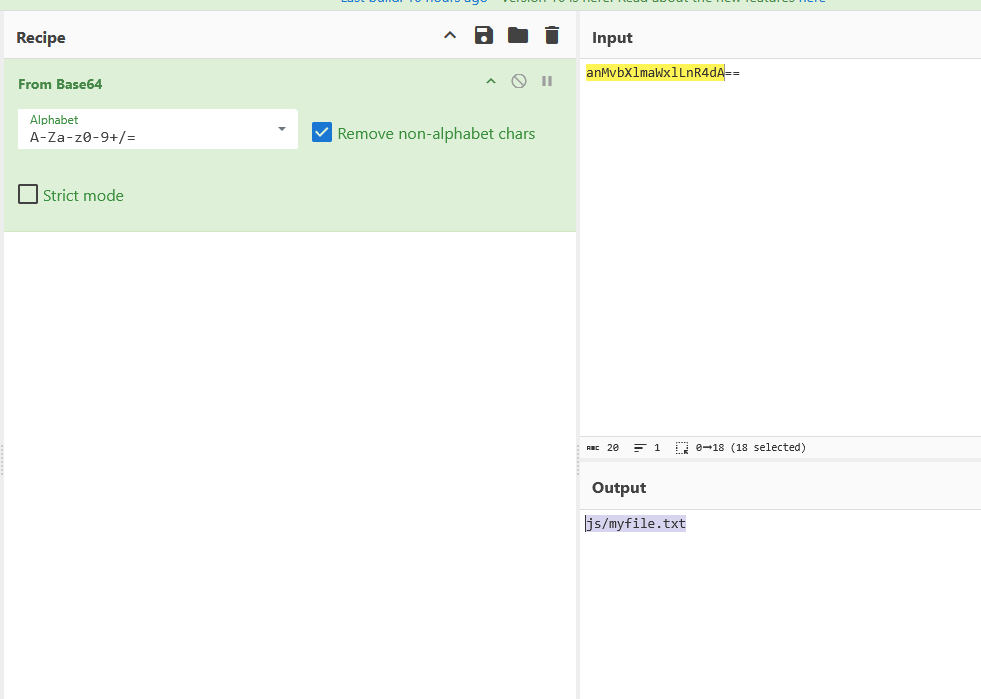 Last build: 10 hours ago - Version 10 is here! Read about the new features here
Recipe
Input
From Base64
Alphabet
A-Za-z0-9+/=
Remove non-alphabet chars
Strict mode
anMvbXlmaWxlLnR4dA==
ABC 20 1 0→18 (18 selected)
Output
js/myfile.txt